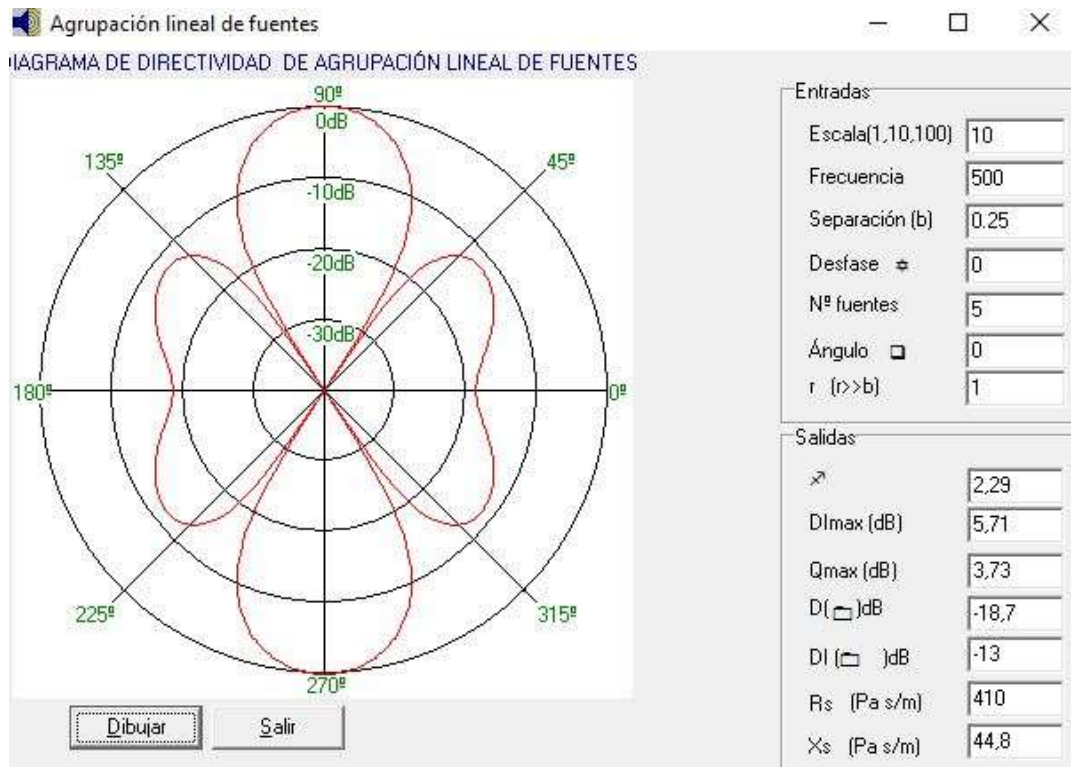 Agrupación lineal de fuentes
IAGRAMA DE DIRECTIVIDAD DE AGRUPACIÓN LINEAL DE FUENTES
90º
0dB
135º
45º
-10dB
-20dB
-30dB
180º
0º
225º
315º
270º
Dibujar
Salir
Entradas
Escala(1,10,100) 10
Frecuencia 500
Separación (b) 0.25
Desfase 0
Nº fuentes 5
Ángulo 0
r (r>>b) 1
Salidas
2,29
DImax (dB) 5,71
Qmax (dB) 3,73
D( )dB -18,7
DI ( )dB -13
Rs (Pa s/m) 410
Xs (Pa s/m) 44,8